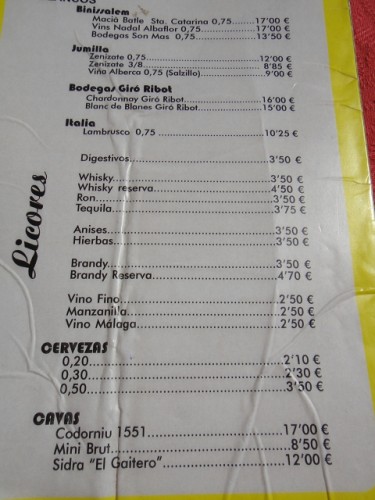 ANCOS
Binissalem
Maciá Batle Sta. Catarina 0,75 17'00 €
Vins Nadal Albaflor 0,75 17'00 €
Bodegas Son Mas 0,75 13'50 €
Jumilla
Zenizate 0,75 12'00 €
Zenizate 3/8 8'85 €
Viña Alberca 0,75 (Salzillo) 9'00 €
Bodegas Giró Ribot
Chardonnay Giró Ribot 16'00 €
Blanc de Blancs Giró Ribot 15'00 €
Italia
Lambrusco 0,75 10'25 €
Licores
Digestivos 3'50 €
Whisky 3'50 €
Whisky reserva 4'50 €
Ron 3'50 €
Tequila 3'75 €
Anises 3'50 €
Hierbas 3'50 €
Brandy 3'50 €
Brandy Reserva 4'70 €
Vino Fino 2'50 €
Manzanilla 2'50 €
Vino Málaga 2'50 €
CERVEZAS
0,20 2'10 €
0,30 2'30 €
0,50 3'50 €
CAVAS
Codorniu 1551 17'00 €
Mini Brut 8'50 €
Sidra "El Gaitero" 12'00 €